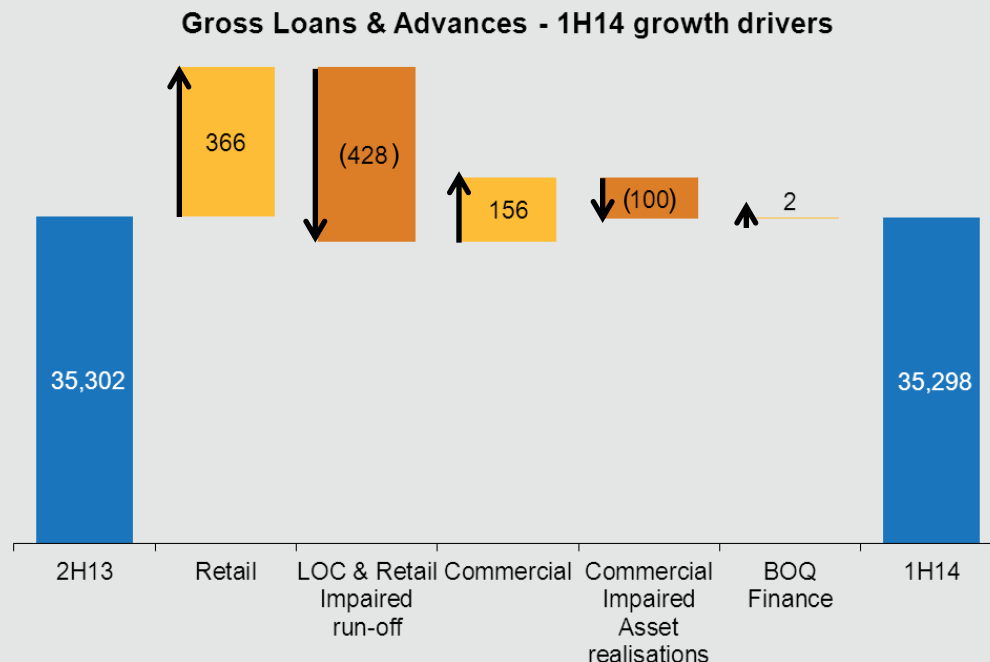 Gross Loans & Advances - 1H14 growth drivers
366
(428)
156
(100)
2
35,302
35,298
2H13
Retail
LOC & Retail
Impaired
run-off
Commercial
Commercial
Impaired
Asset
realisations
BOQ
Finance
1H14